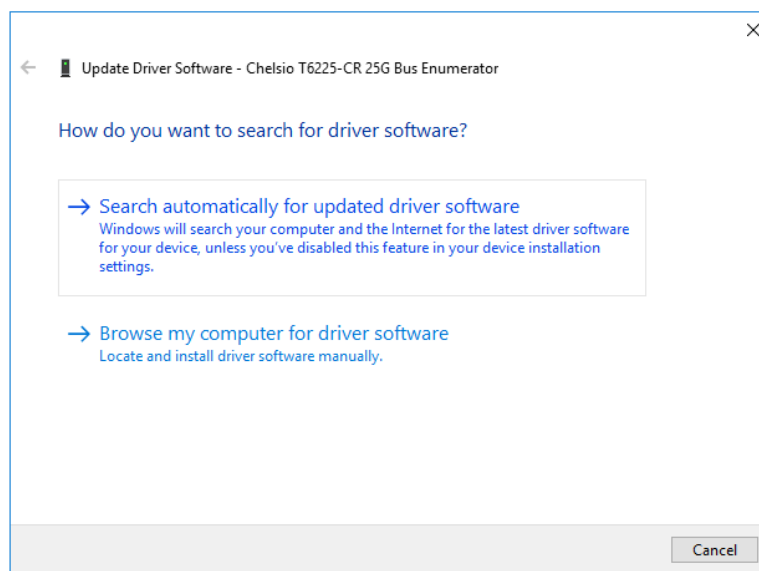 Update Driver Software - Chelsio T6225-CR 25G Bus Enumerator
How do you want to search for driver software?
Search automatically for updated driver software
Windows will search your computer and the Internet for the latest driver software
for your device, unless you've disabled this feature in your device installation
settings.
Browse my computer for driver software
Locate and install driver software manually.
Cancel